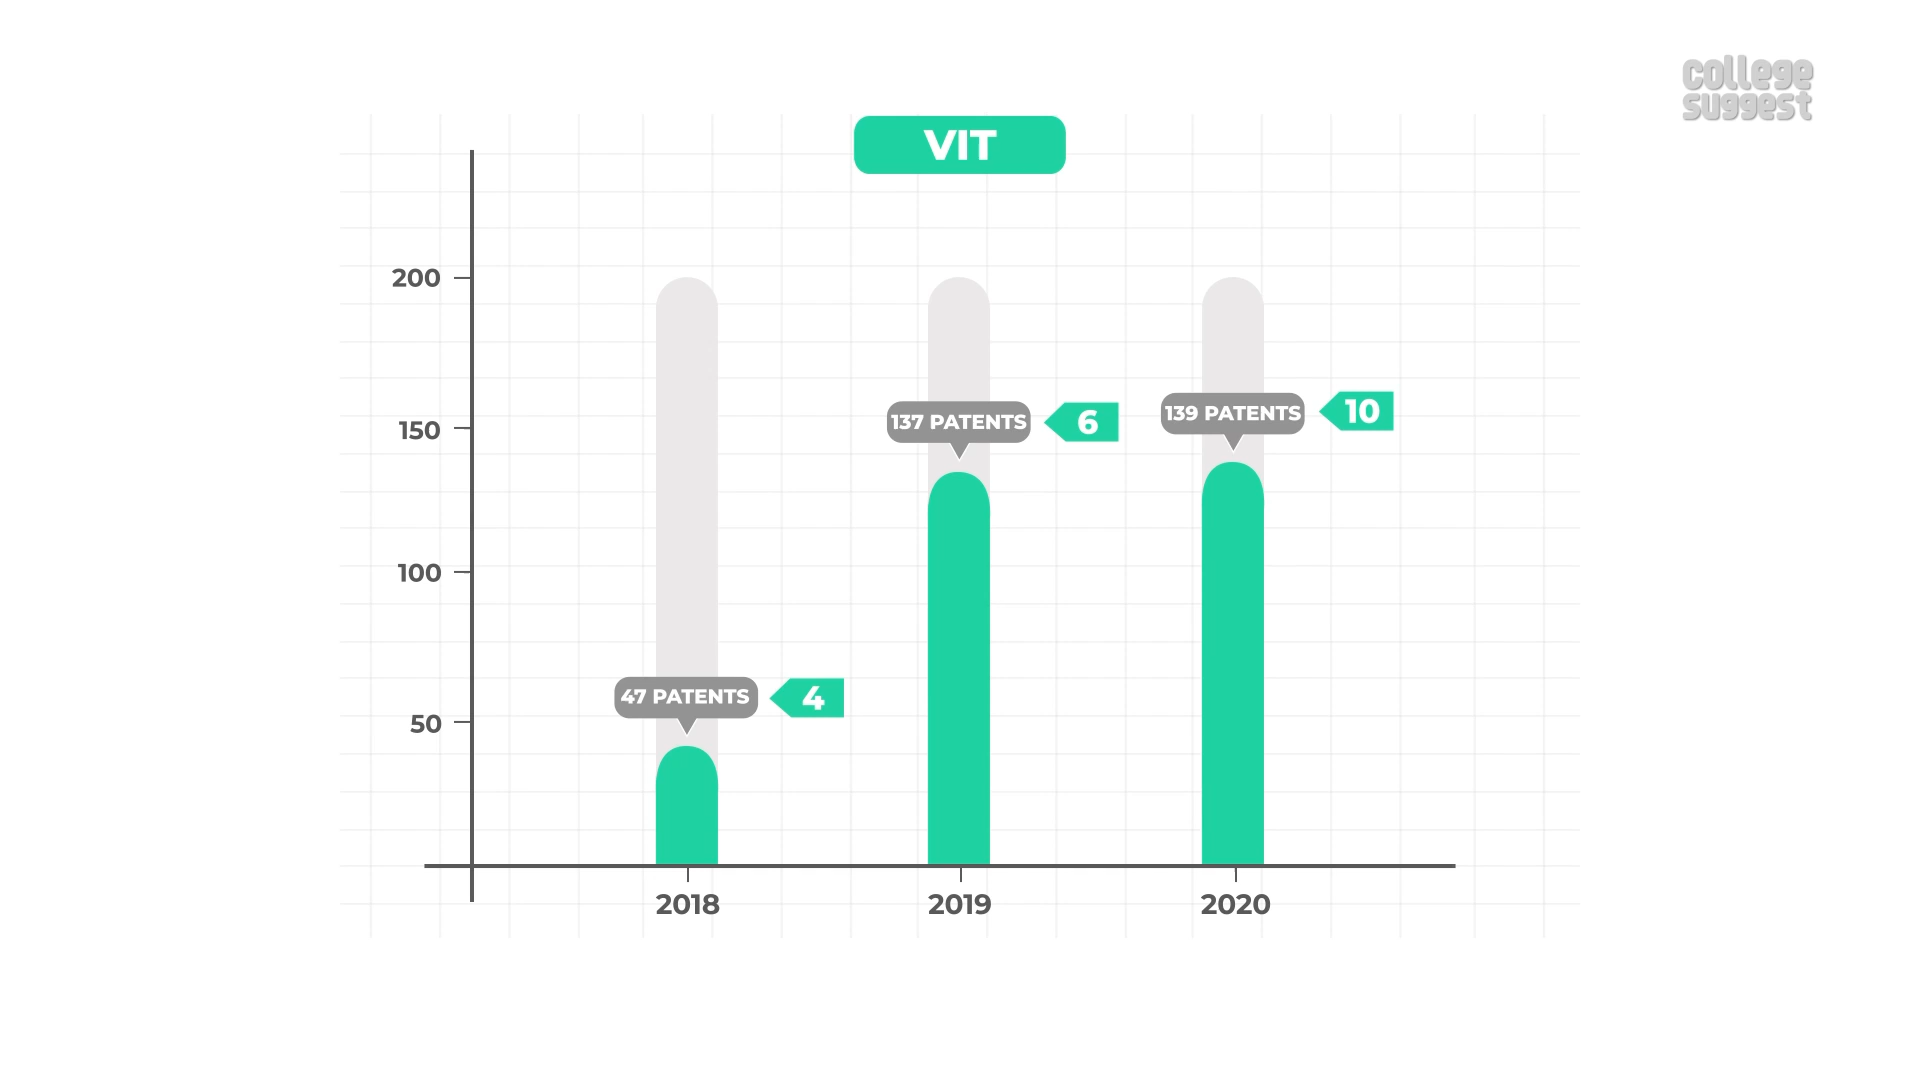 college
suggest
VIT
200
150
100
50
137 PATENTS
6
139 PATENTS
10
47 PATENTS
4
2018
2019
2020